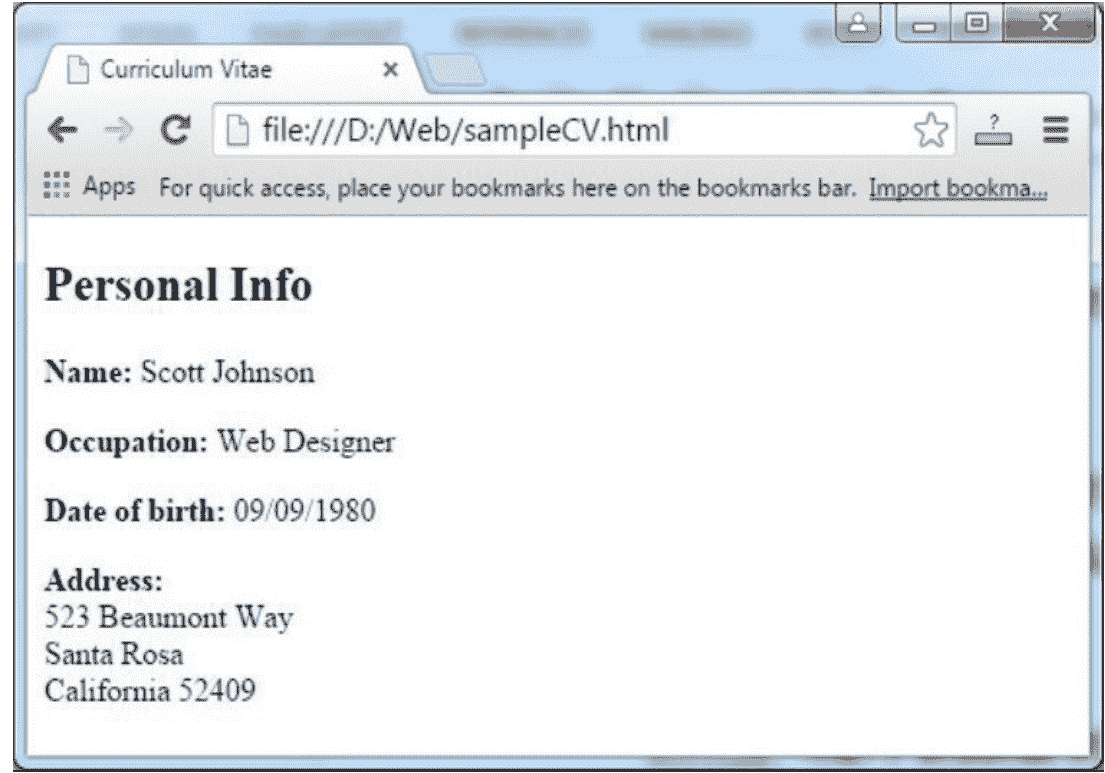 Curriculum Vitae
file:///D:/Web/sampleCV.html
Apps For quick access, place your bookmarks here on the bookmarks bar. Import bookma...
Personal Info
Name: Scott Johnson
Occupation: Web Designer
Date of birth: 09/09/1980
Address:
523 Beaumont Way
Santa Rosa
California 52409